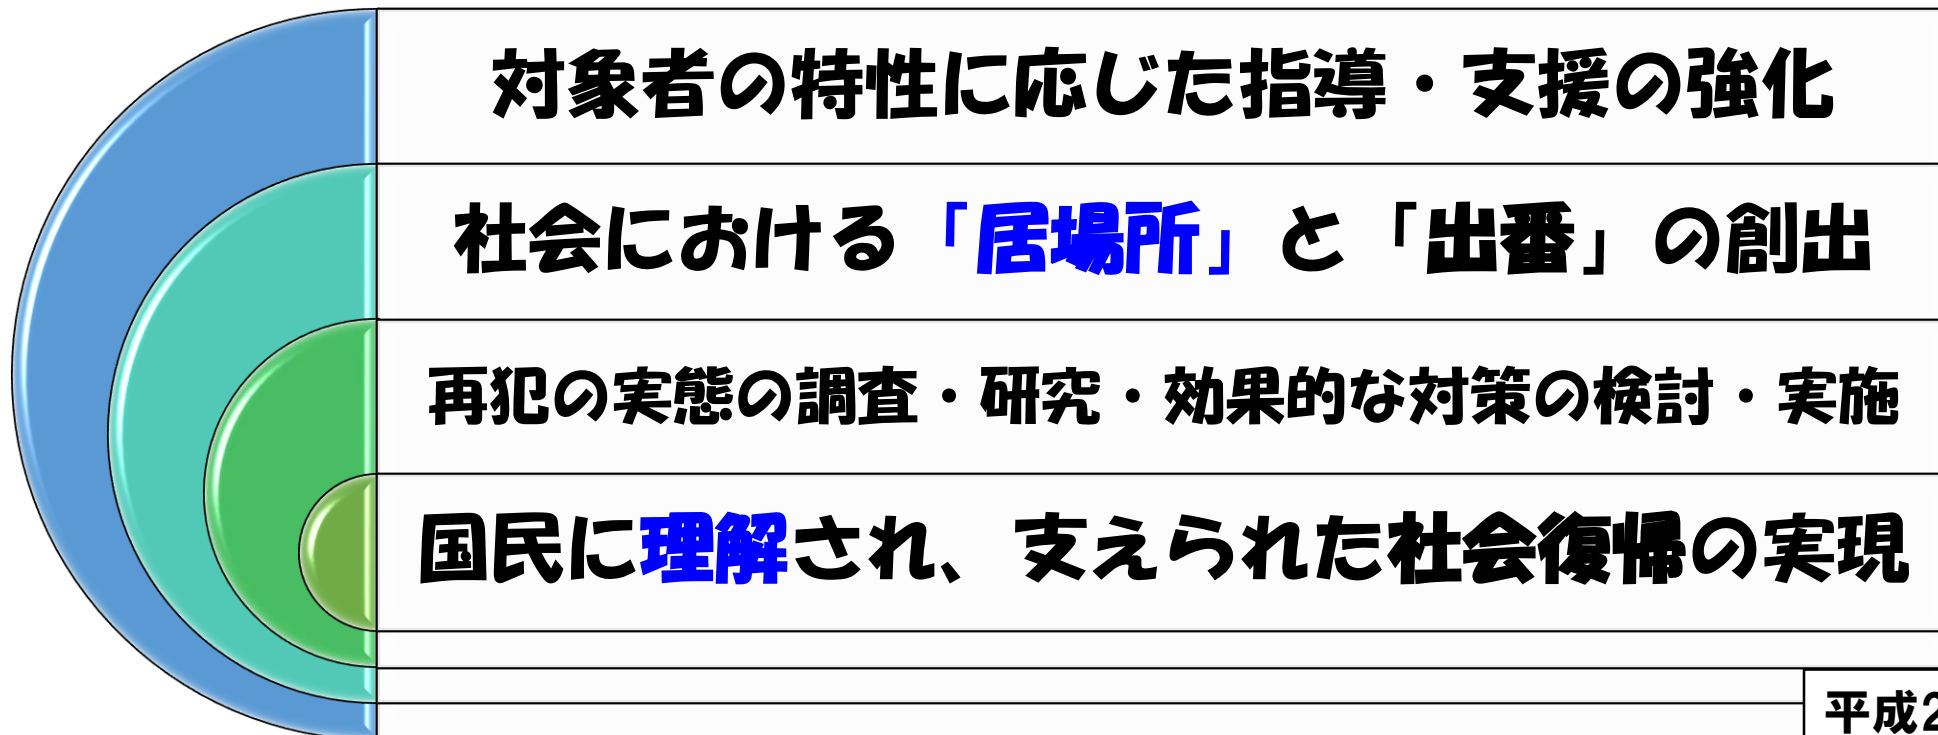 対象者の特性に応じた指導・支援の強化
社会における「居場所」と「出番」の創出
再犯の実態の調査・研究・効果的な対策の検討・実施
国民に理解され、支えられた社会復帰の実現
平成2